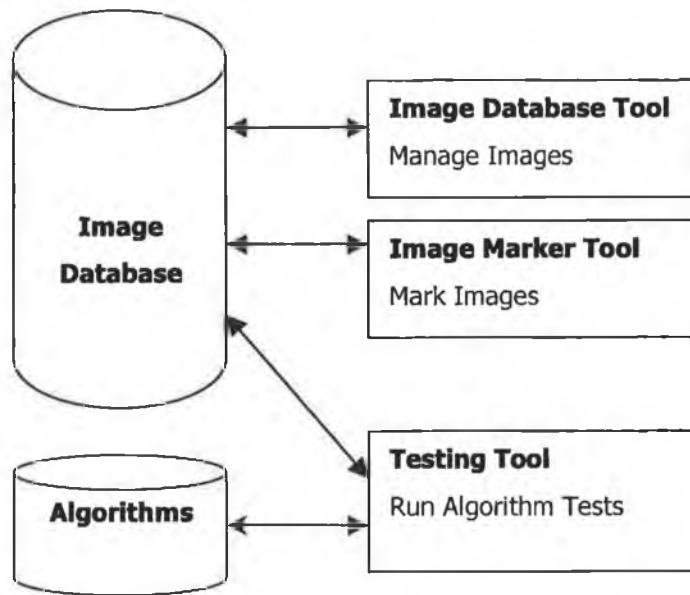 Image
Database
Image Database Tool
Manage Images
Image Marker Tool
Mark Images
Algorithms
Testing Tool
Run Algorithm Tests